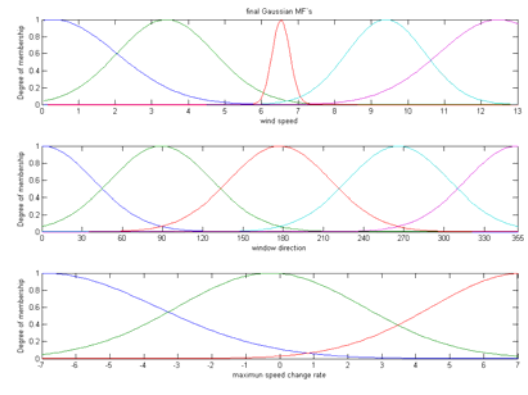 final Gaussian MF's
Degree of membership
1
0.8
0.6
0.4
0.2
0
0 1 2 3 4 5 6 7 8 9 10 11 12 13
wind speed
Degree of membership
1
0.8
0.6
0.4
0.2
0
0 30 60 90 120 150 180 210 240 270 300 330 355
window direction
Degree of membership
1
0.8
0.6
0.4
0.2
0
-7 -6 -5 -4 -3 -2 -1 0 1 2 3 4 5 6 7
maximun speed change rate